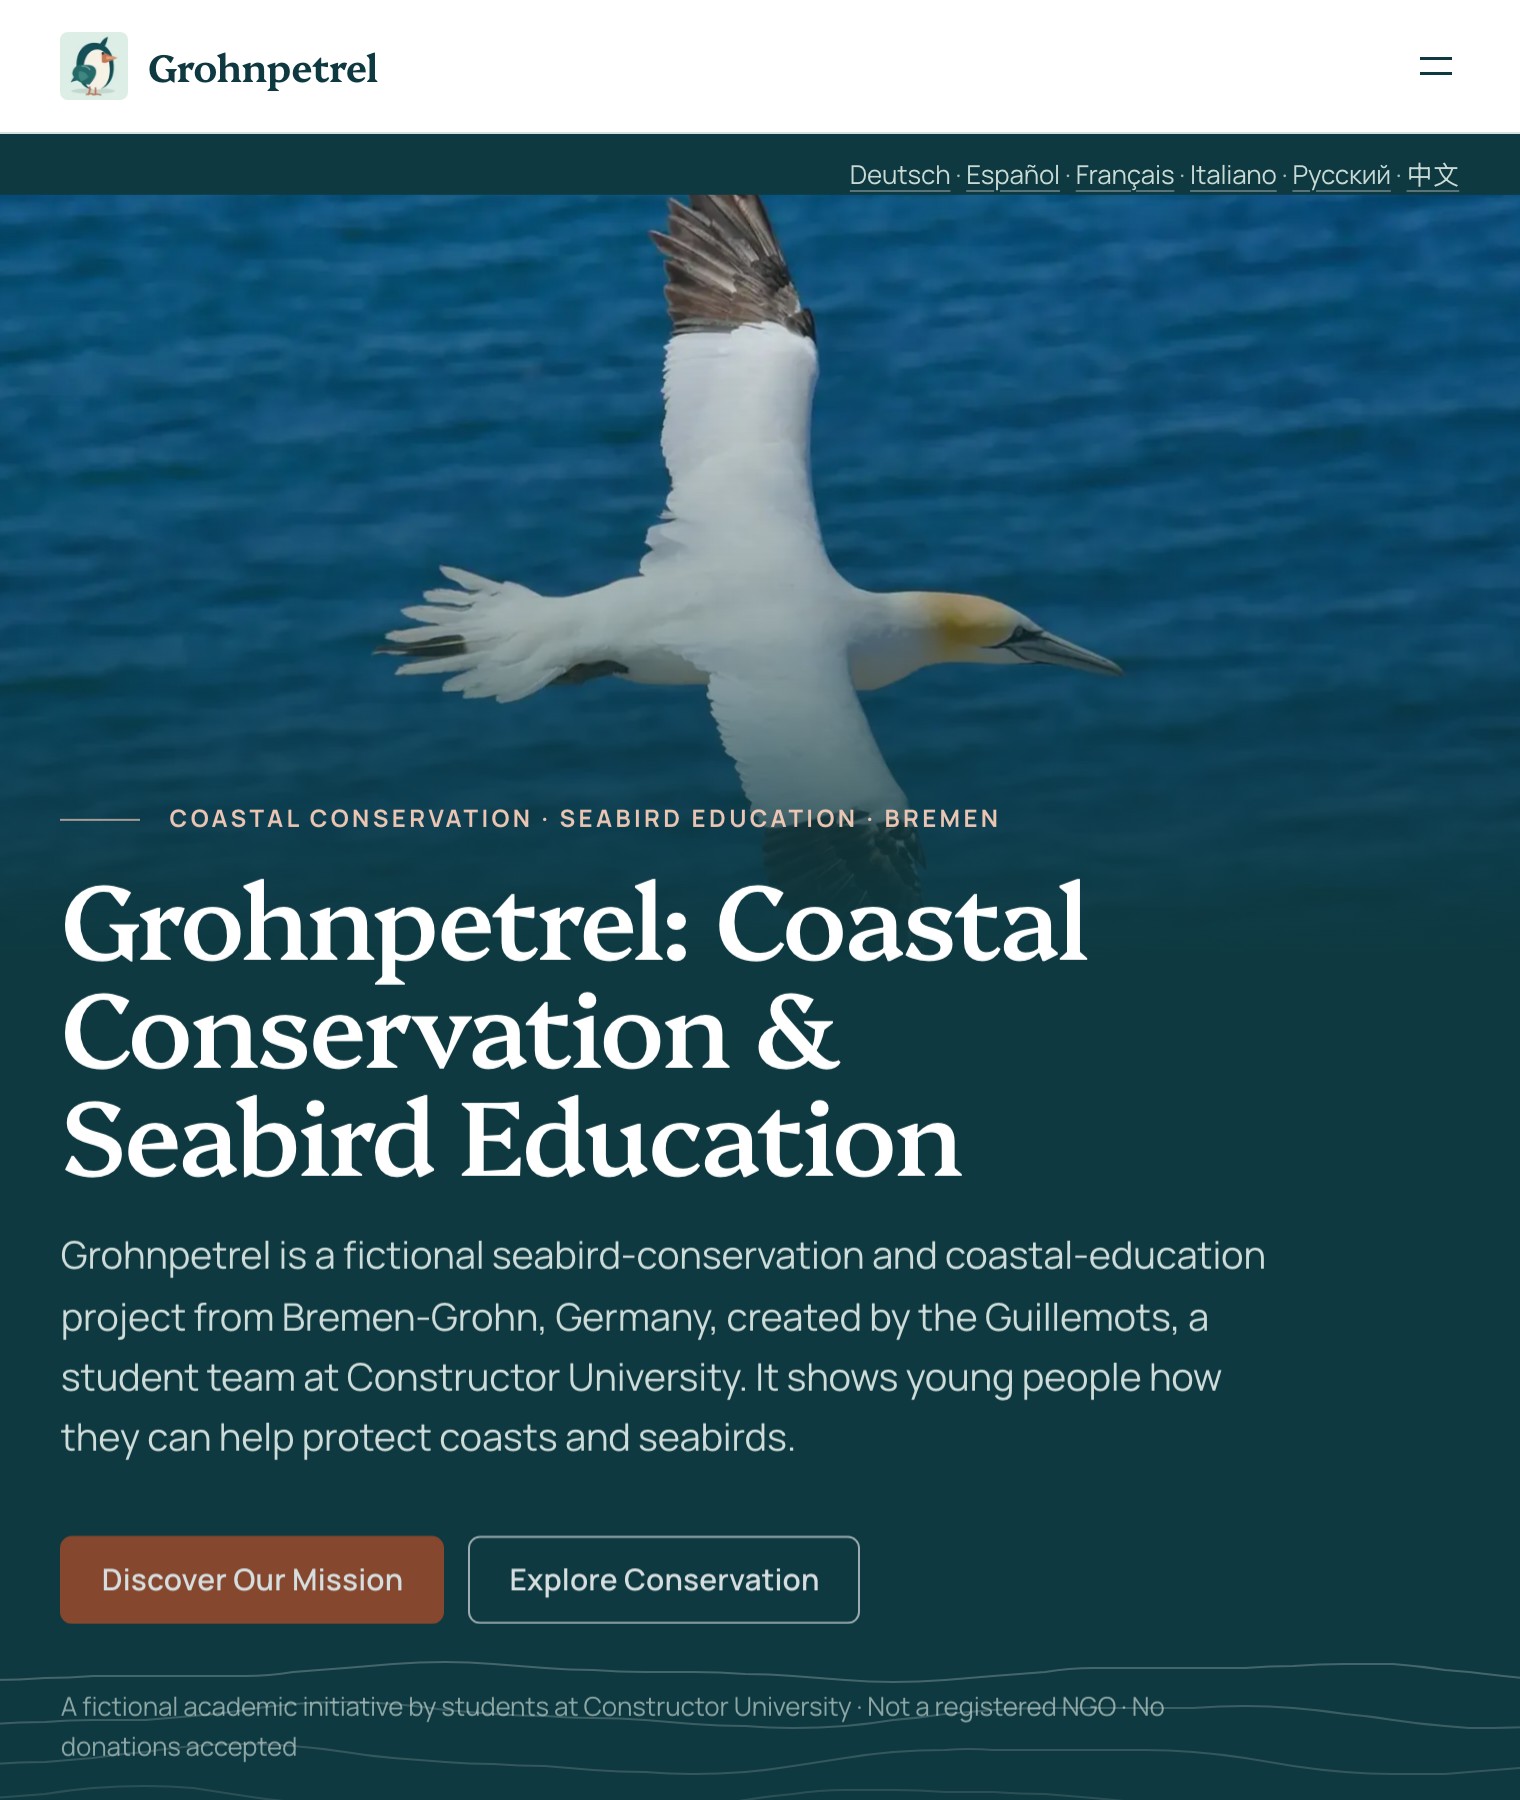 Grohnpetrel
Deutsch · Español · Français · Italiano · Русский · 中文
COASTAL CONSERVATION · SEABIRD EDUCATION · BREMEN
Grohnpetrel: Coastal
Conservation &
Seabird Education
Grohnpetrel is a fictional seabird-conservation and coastal-education
project from Bremen-Grohn, Germany, created by the Guillemots, a
student team at Constructor University. It shows young people how
they can help protect coasts and seabirds.
Discover Our Mission
Explore Conservation
A fictional academic initiative by students at Constructor University · Not a registered NGO · No
donations accepted